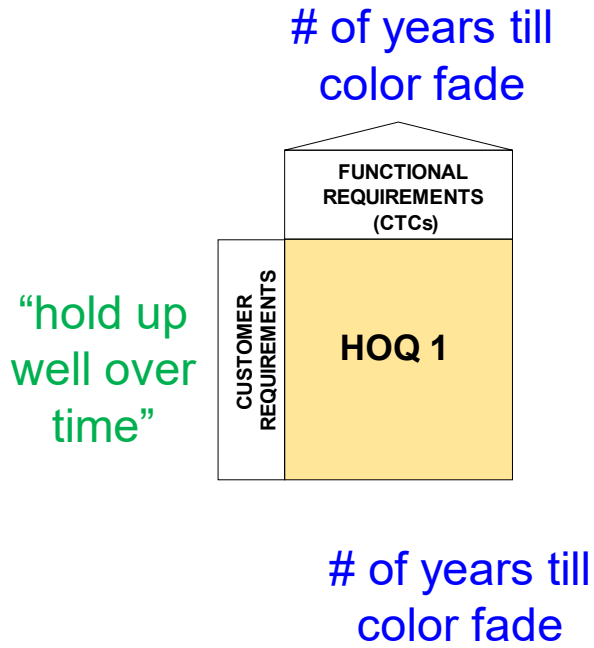 # of years till
color fade
FUNCTIONAL
REQUIREMENTS
(CTCs)
“hold up
well over
time”
CUSTOMER
REQUIREMENTS
HOQ 1
# of years till
color fade